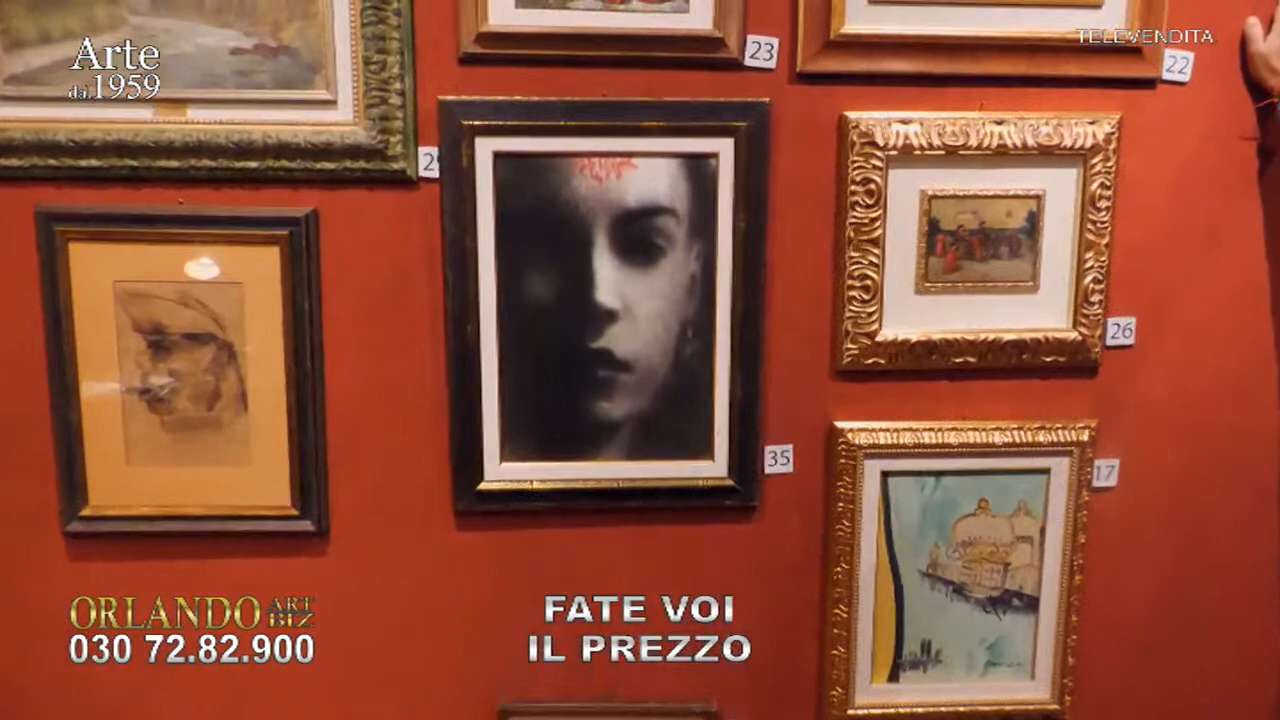 23
TELEVENDITA
22
Arte
dal 1959
2
26
35
17
ORLANDO ART BIZ
030 72.82.900
FATE VOI
IL PREZZO